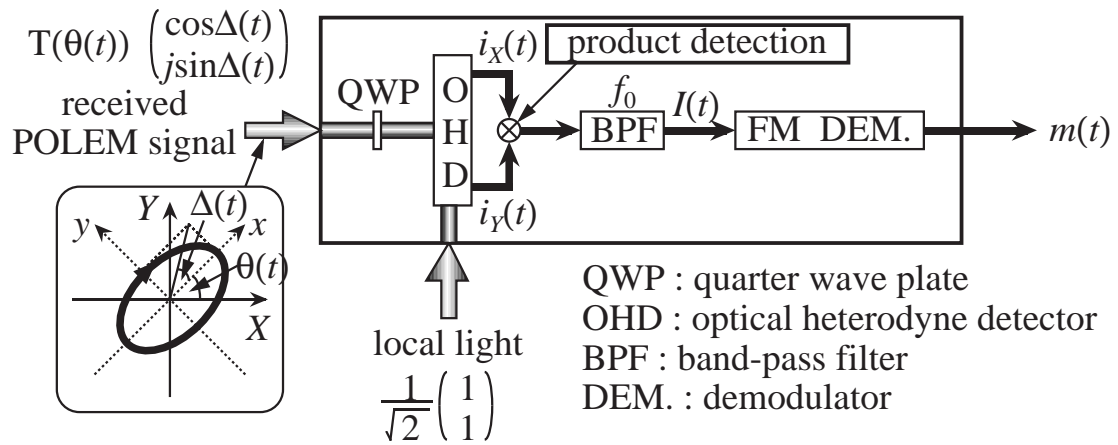 T(θ(t)) (cosΔ(t)
jsinΔ(t))
received
POLEM signal
QWP
O
H
D
i_X(t)
i_Y(t)
product detection
f_0
BPF
I(t)
FM DEM.
m(t)
Y
Δ(t)
y
x
θ(t)
X
local light
1/√2 (1
1)
QWP : quarter wave plate
OHD : optical heterodyne detector
BPF : band-pass filter
DEM. : demodulator